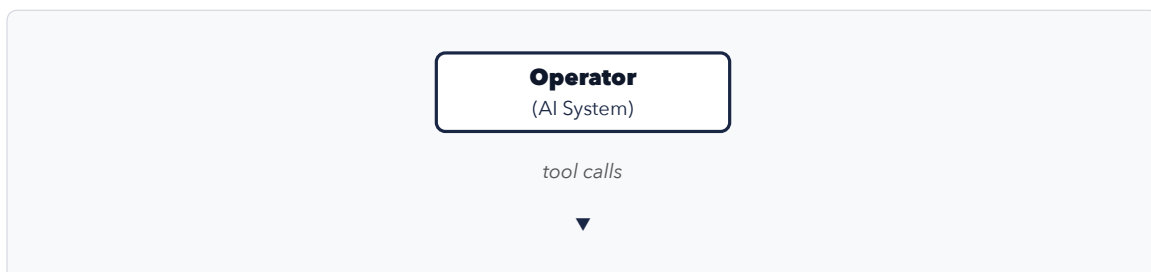 Operator
(AI System)
tool calls
▼